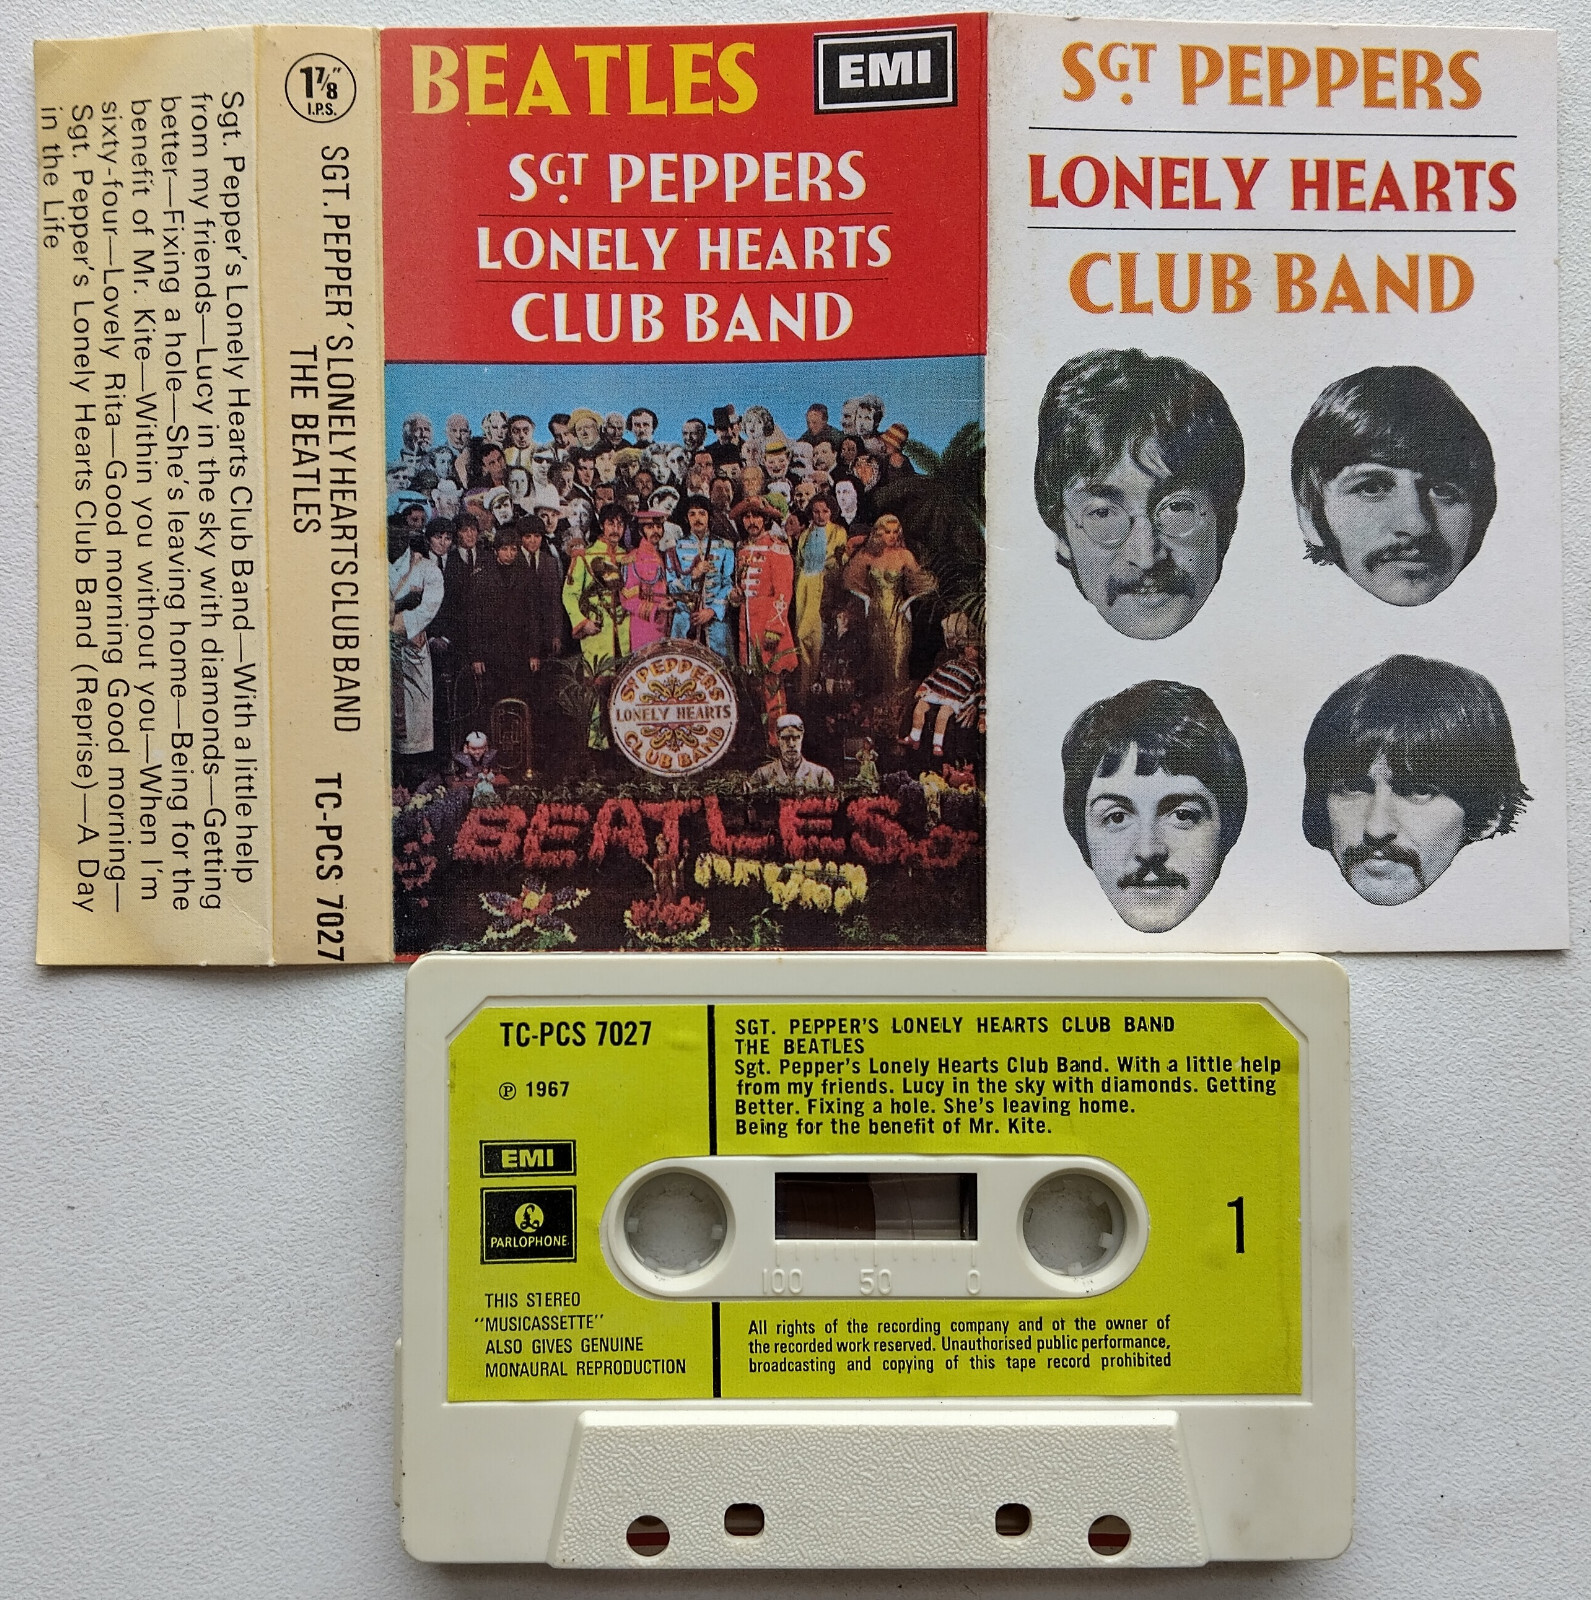 1⅞"
I.P.S.
SGT. PEPPER'S LONELY HEARTS CLUB BAND
THE BEATLES
TC-PCS 7027
Sgt. Pepper's Lonely Hearts Club Band—With a little help
from my friends—Lucy in the sky with diamonds—Getting
better—Fixing a hole—She's leaving home—Being for the
benefit of Mr. Kite—Within you without you—When I'm
sixty-four—Lovely Rita—Good morning Good morning—
Sgt. Pepper's Lonely Hearts Club Band (Reprise)—A Day
in the Life
BEATLES
EMI
SGT PEPPERS
LONELY HEARTS
CLUB BAND
SGT PEPPERS
LONELY HEARTS
CLUB BAND
BEATLES
SGT PEPPERS
LONELY HEARTS
CLUB BAND
TC-PCS 7027
℗ 1967
EMI
PARLOPHONE
THIS STEREO
"MUSICASSETTE"
ALSO GIVES GENUINE
MONAURAL REPRODUCTION
SGT. PEPPER'S LONELY HEARTS CLUB BAND
THE BEATLES
Sgt. Pepper's Lonely Hearts Club Band. With a little help
from my friends. Lucy in the sky with diamonds. Getting
Better. Fixing a hole. She's leaving home.
Being for the benefit of Mr. Kite.
1
100 50 0
All rights of the recording company and of the owner of
the recorded work reserved. Unauthorised public performance,
broadcasting and copying of this tape record prohibited